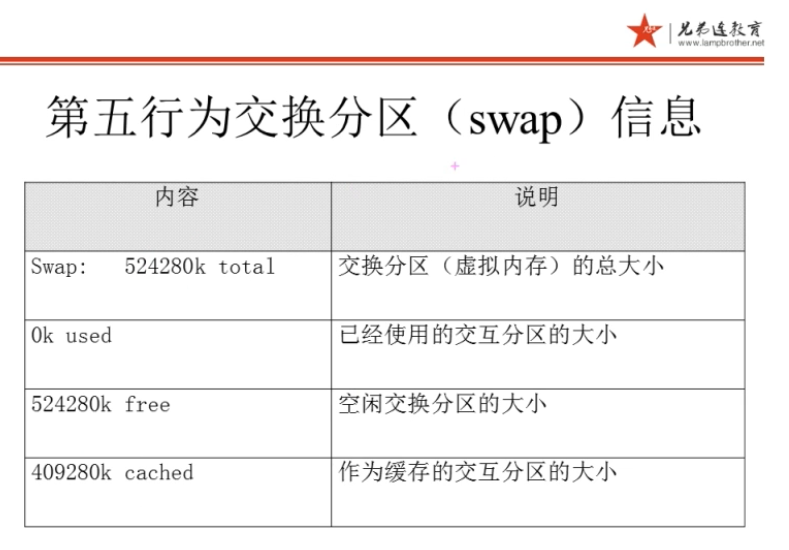 兄弟连教育
www.lampbrother.net
第五行为交换分区（swap）信息
内容 说明
Swap: 524280k total 交换分区（虚拟内存）的总大小
0k used 已经使用的交互分区的大小
524280k free 空闲交换分区的大小
409280k cached 作为缓存的交互分区的大小